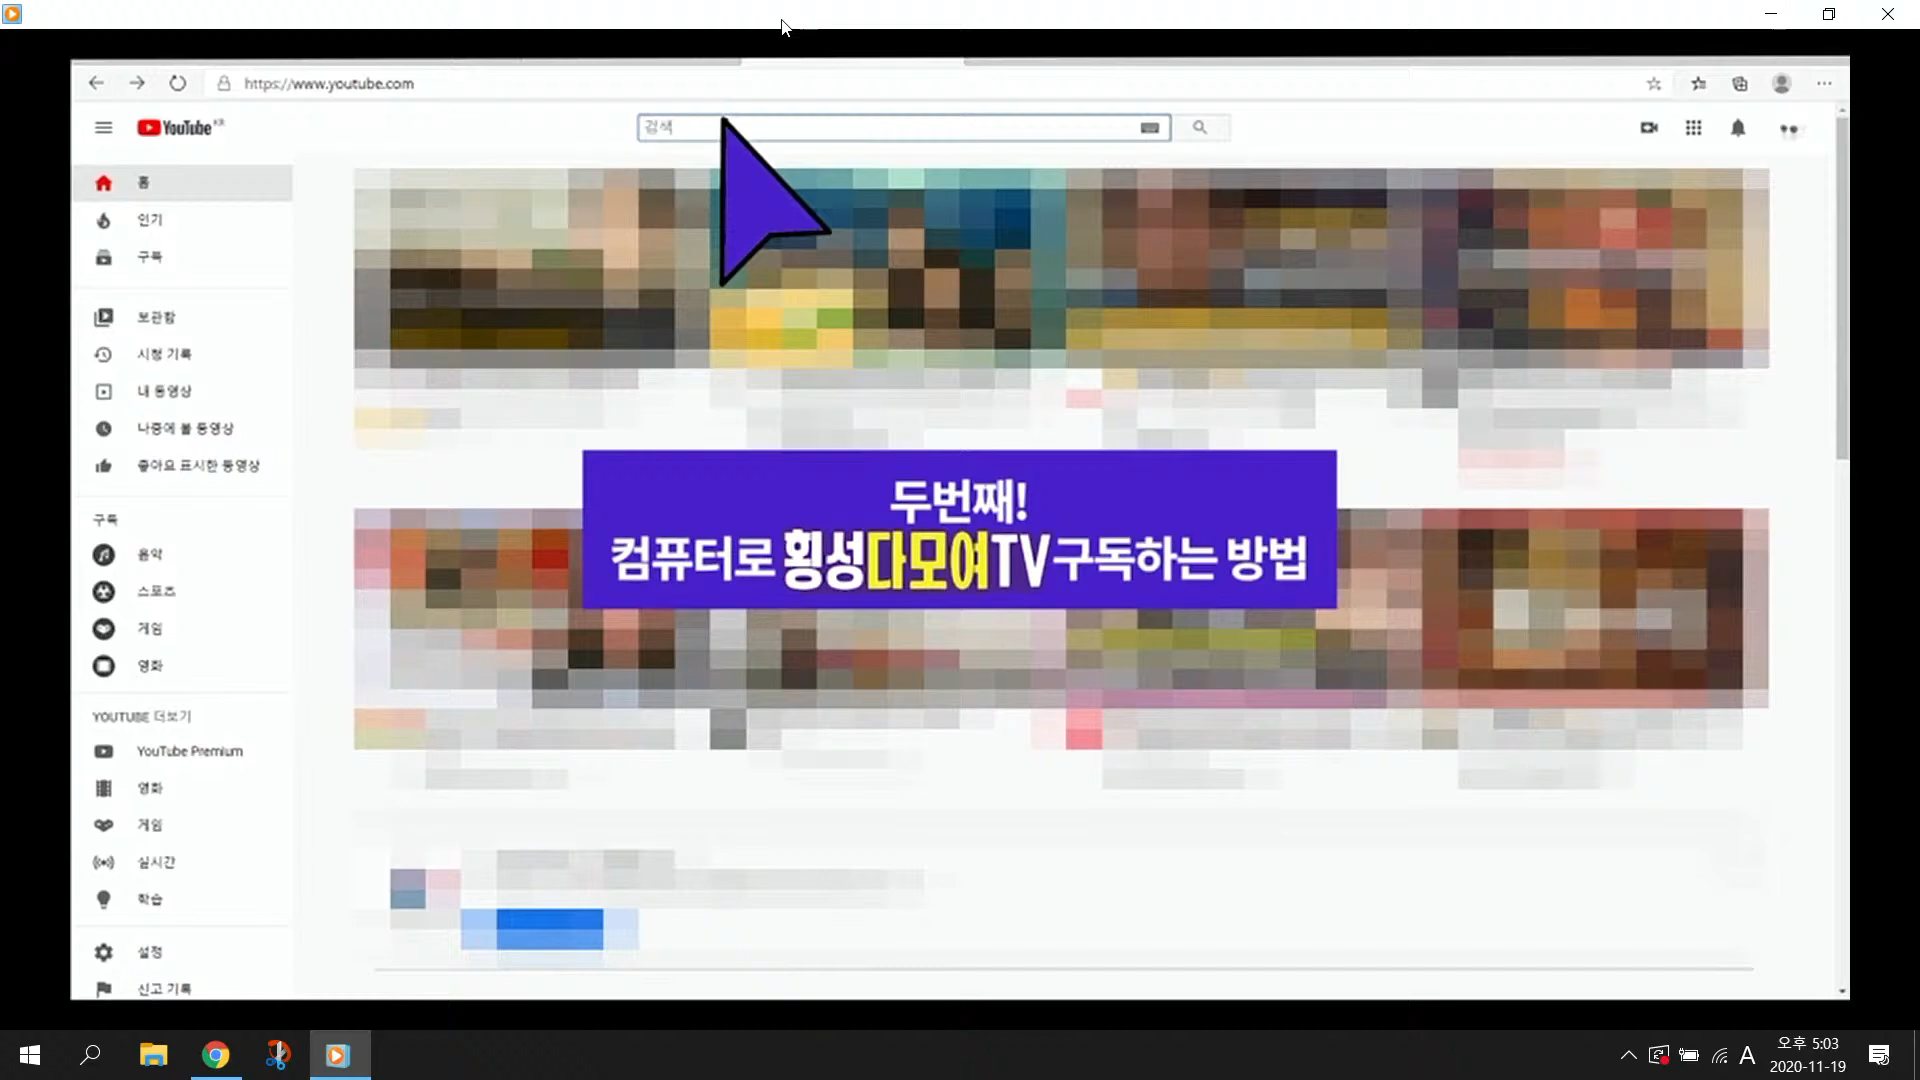 https://www.youtube.com
YouTube KR
검색
홈
인기
구독
보관함
시청 기록
내 동영상
나중에 볼 동영상
좋아요 표시한 동영상
구독
음악
스포츠
게임
영화
YOUTUBE 더보기
YouTube Premium
영화
게임
실시간
학습
설정
신고 기록
두번째!
컴퓨터로 횡성다모여TV구독하는 방법
A
오후 5:03
2020-11-19